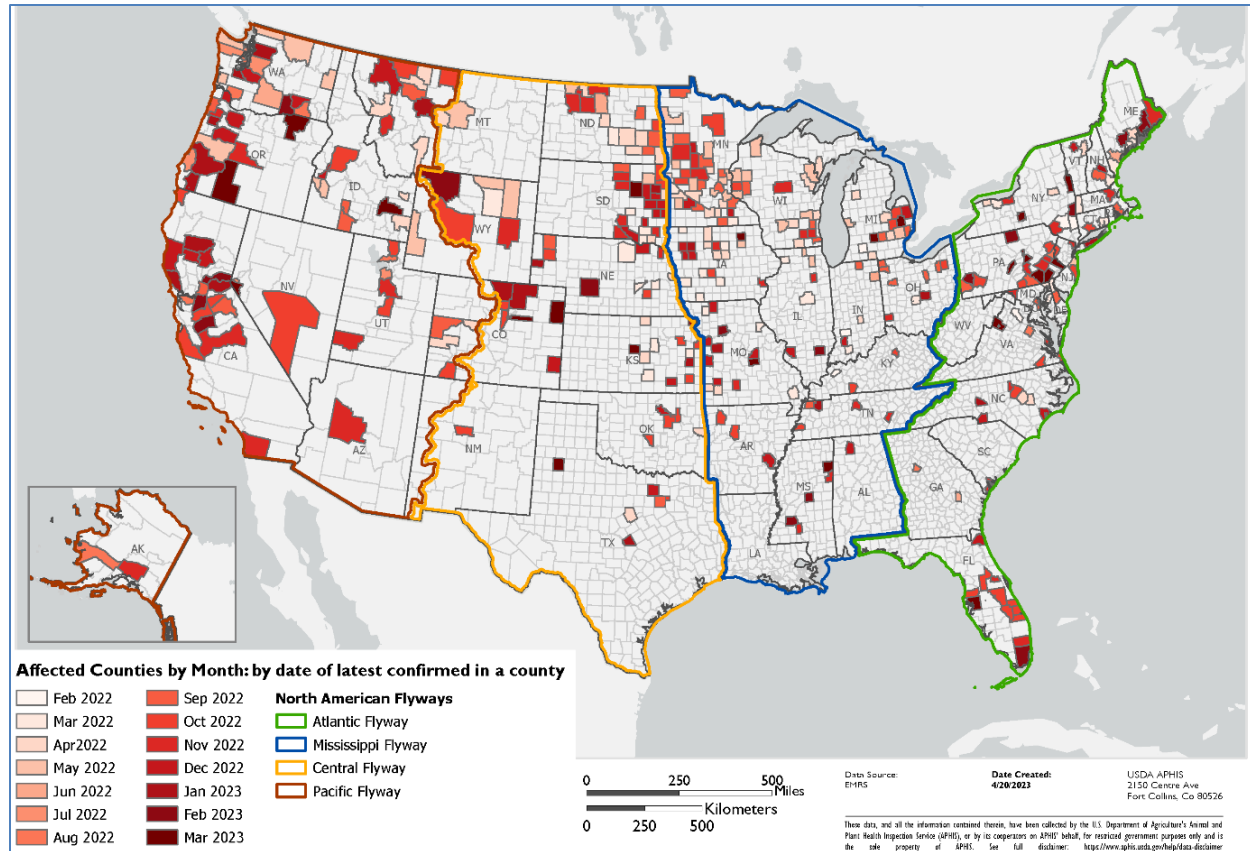 WA
MT
ND
MN
ME
OR
ID
SD
WI
VT
NH
NY
MA
MI
WY
IA
NE
PA
NJ
NV
UT
CO
IL
IN
OH
MD
DE
WV
VA
CA
KS
MO
KY
AZ
NM
OK
AR
TN
NC
SC
TX
LA
MS
AL
GA
FL
AK
Affected Counties by Month: by date of latest confirmed in a county
Feb 2022
Mar 2022
Apr2022
May 2022
Jun 2022
Jul 2022
Aug 2022
Sep 2022
Oct 2022
Nov 2022
Dec 2022
Jan 2023
Feb 2023
Mar 2023
North American Flyways
Atlantic Flyway
Mississippi Flyway
Central Flyway
Pacific Flyway
0 250 500
Miles
Kilometers
0 250 500
Data Source:
EMRS
Date Created:
4/20/2023
USDA APHIS
2150 Centre Ave
Fort Collins, Co 80526
These data, and all the information contained therein, have been collected by the U.S. Department of Agriculture's Animal and
Plant Health Inspection Service (APHIS), or by its cooperators on APHIS' behalf, for restricted government purposes only and is
the sole property of APHIS. See full disclaimer: https://www.aphis.usda.gov/help/data-disclaimer